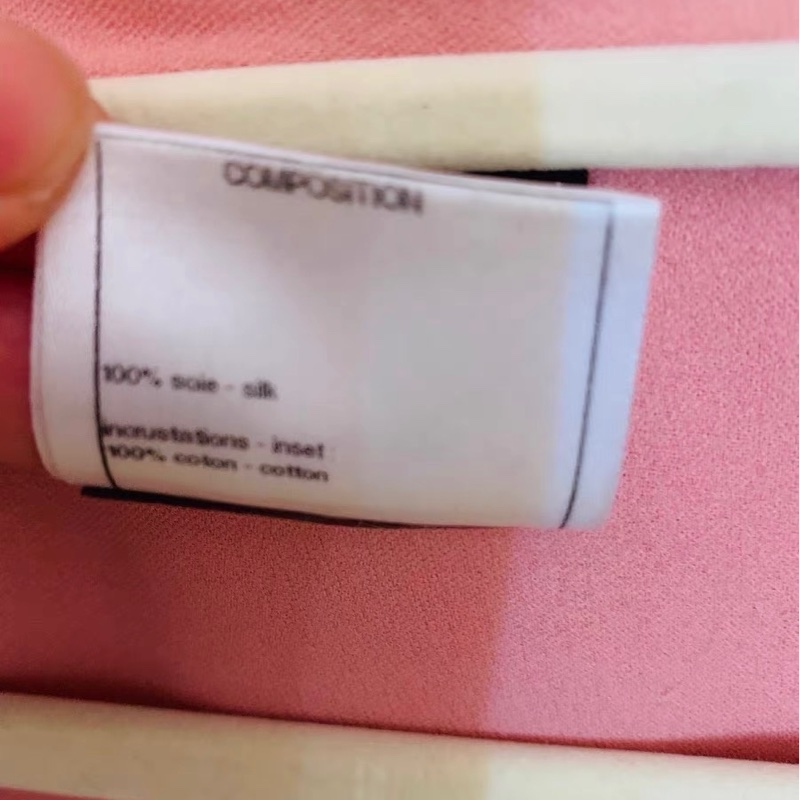 COMPOSITION
100% soie - silk
incrustations - inset :
100% coton - cotton